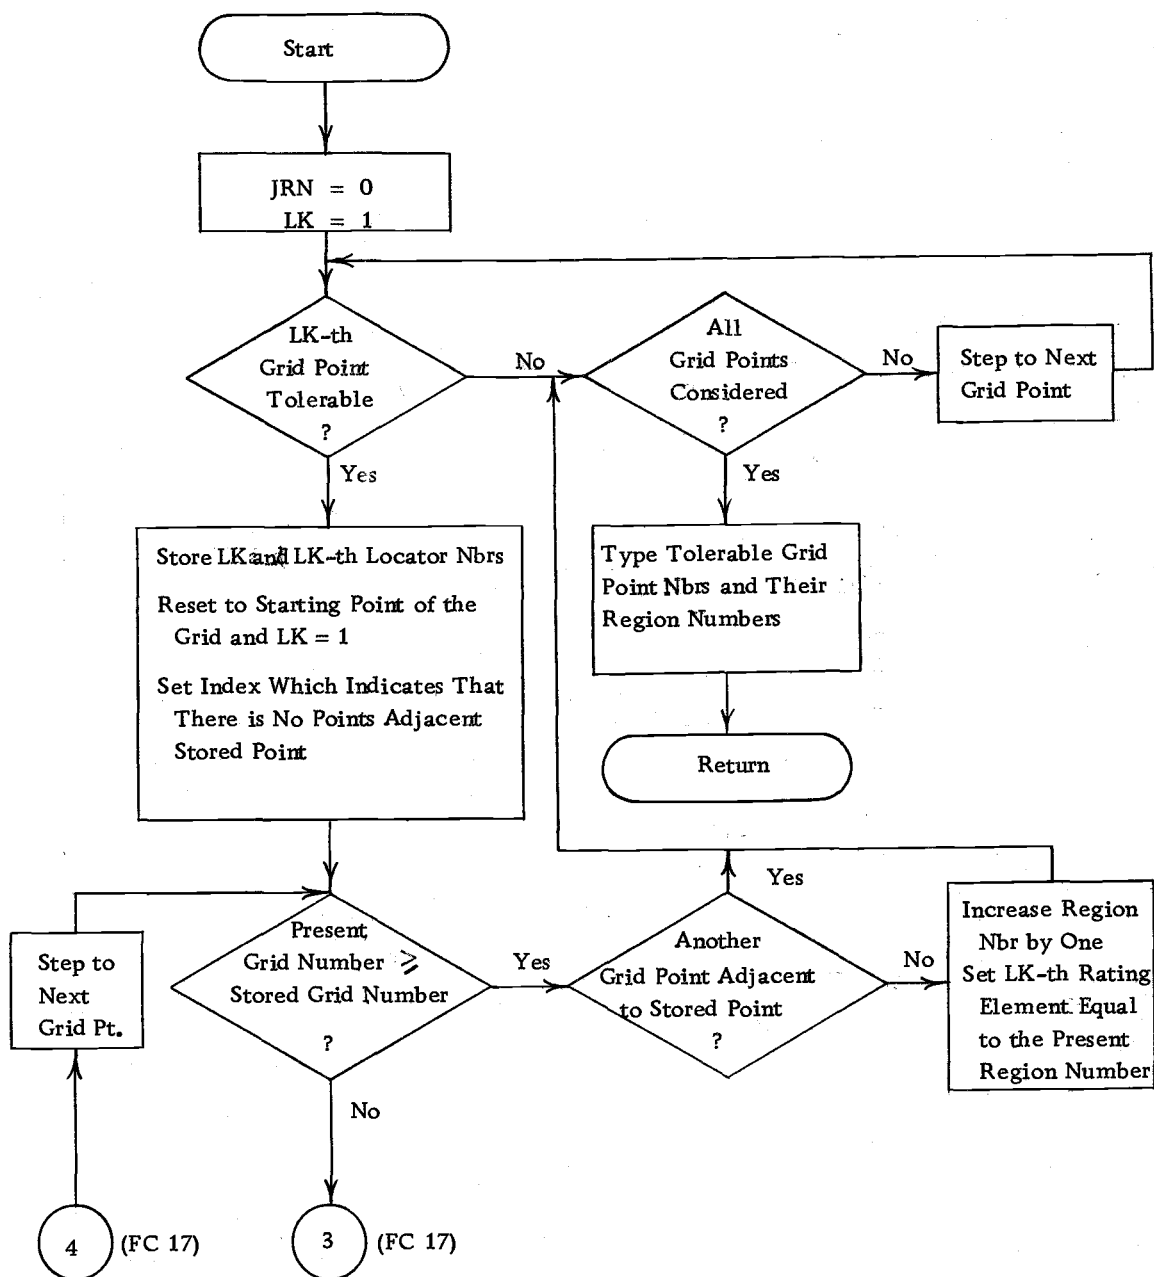 Start
JRN = 0
LK = 1
LK-th
Grid Point
Tolerable
?
No
Yes
All
Grid Points
Considered
?
No
Yes
Step to Next
Grid Point
Store LK and LK-th Locator Nbrs
Reset to Starting Point of the
Grid and LK = 1
Set Index Which Indicates That
There is No Points Adjacent
Stored Point
Type Tolerable Grid
Point Nbrs and Their
Region Numbers
Return
Step to
Next
Grid Pt.
Present
Grid Number ≥
Stored Grid Number
?
Yes
No
Another
Grid Point Adjacent
to Stored Point
?
Yes
No
Increase Region
Nbr by One
Set LK-th Rating
Element Equal
to the Present
Region Number
4 (FC 17)
3 (FC 17)